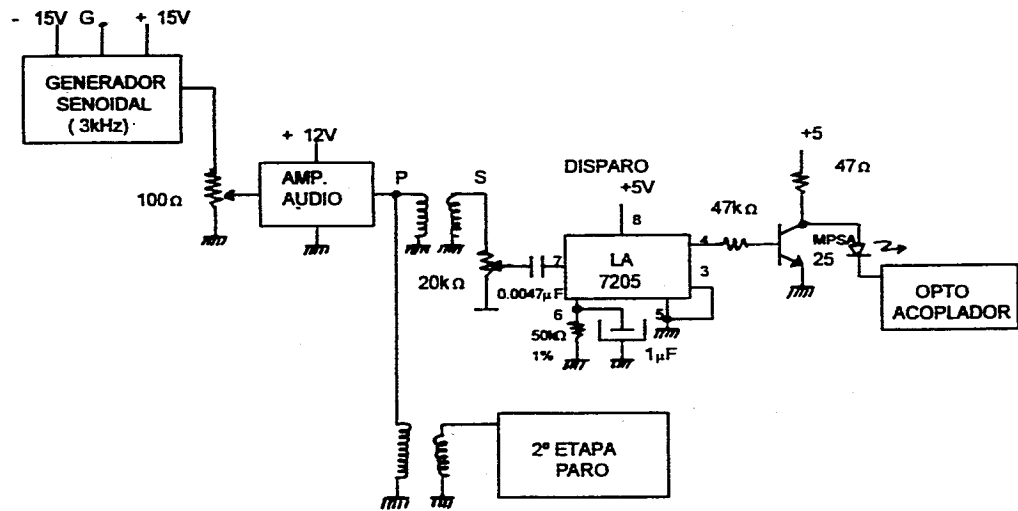 - 15V G + 15V
GENERADOR
SENOIDAL
( 3kHz)
100Ω
+ 12V
AMP.
AUDIO
P
S
20kΩ
0.0047µF
DISPARO
+5V
8
7
LA
7205
4
3
6
5
50kΩ
1%
1µF
47kΩ
+5
47Ω
MPSA
25
OPTO
ACOPLADOR
2ª ETAPA
PARO